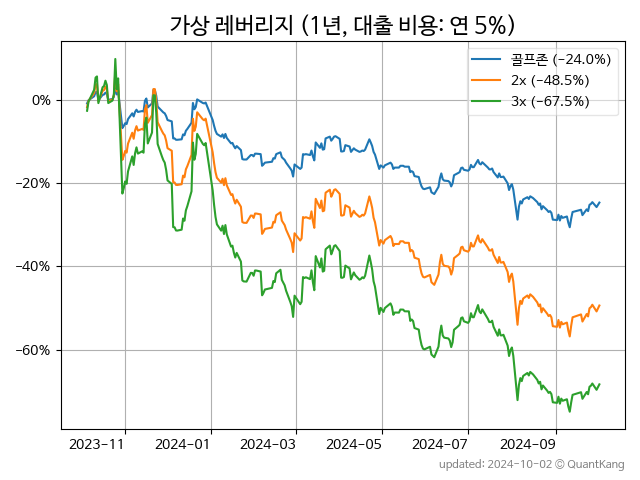 가상 레버리지 (1년, 대출 비용: 연 5%)
골프존 (−24.0%)
2x (−48.5%)
3x (−67.5%)
0%
−20%
−40%
−60%
2023-11
2024-01
2024-03
2024-05
2024-07
2024-09
updated: 2024-10-02 © QuantKang